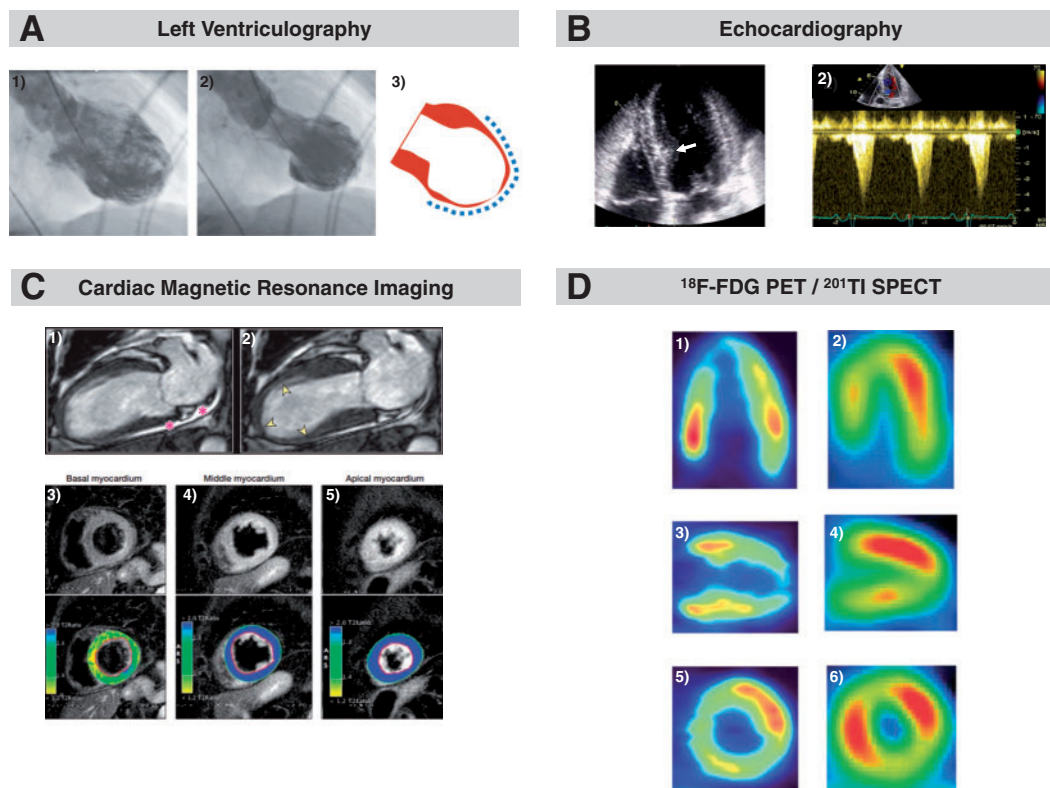 A Left Ventriculography
1) 2) 3)
B Echocardiography
2)
C Cardiac Magnetic Resonance Imaging
1) 2)
Basal myocardium Middle myocardium Apical myocardium
3) 4) 5)
D 18F-FDG PET / 201Tl SPECT
1) 2)
3) 4)
5) 6)